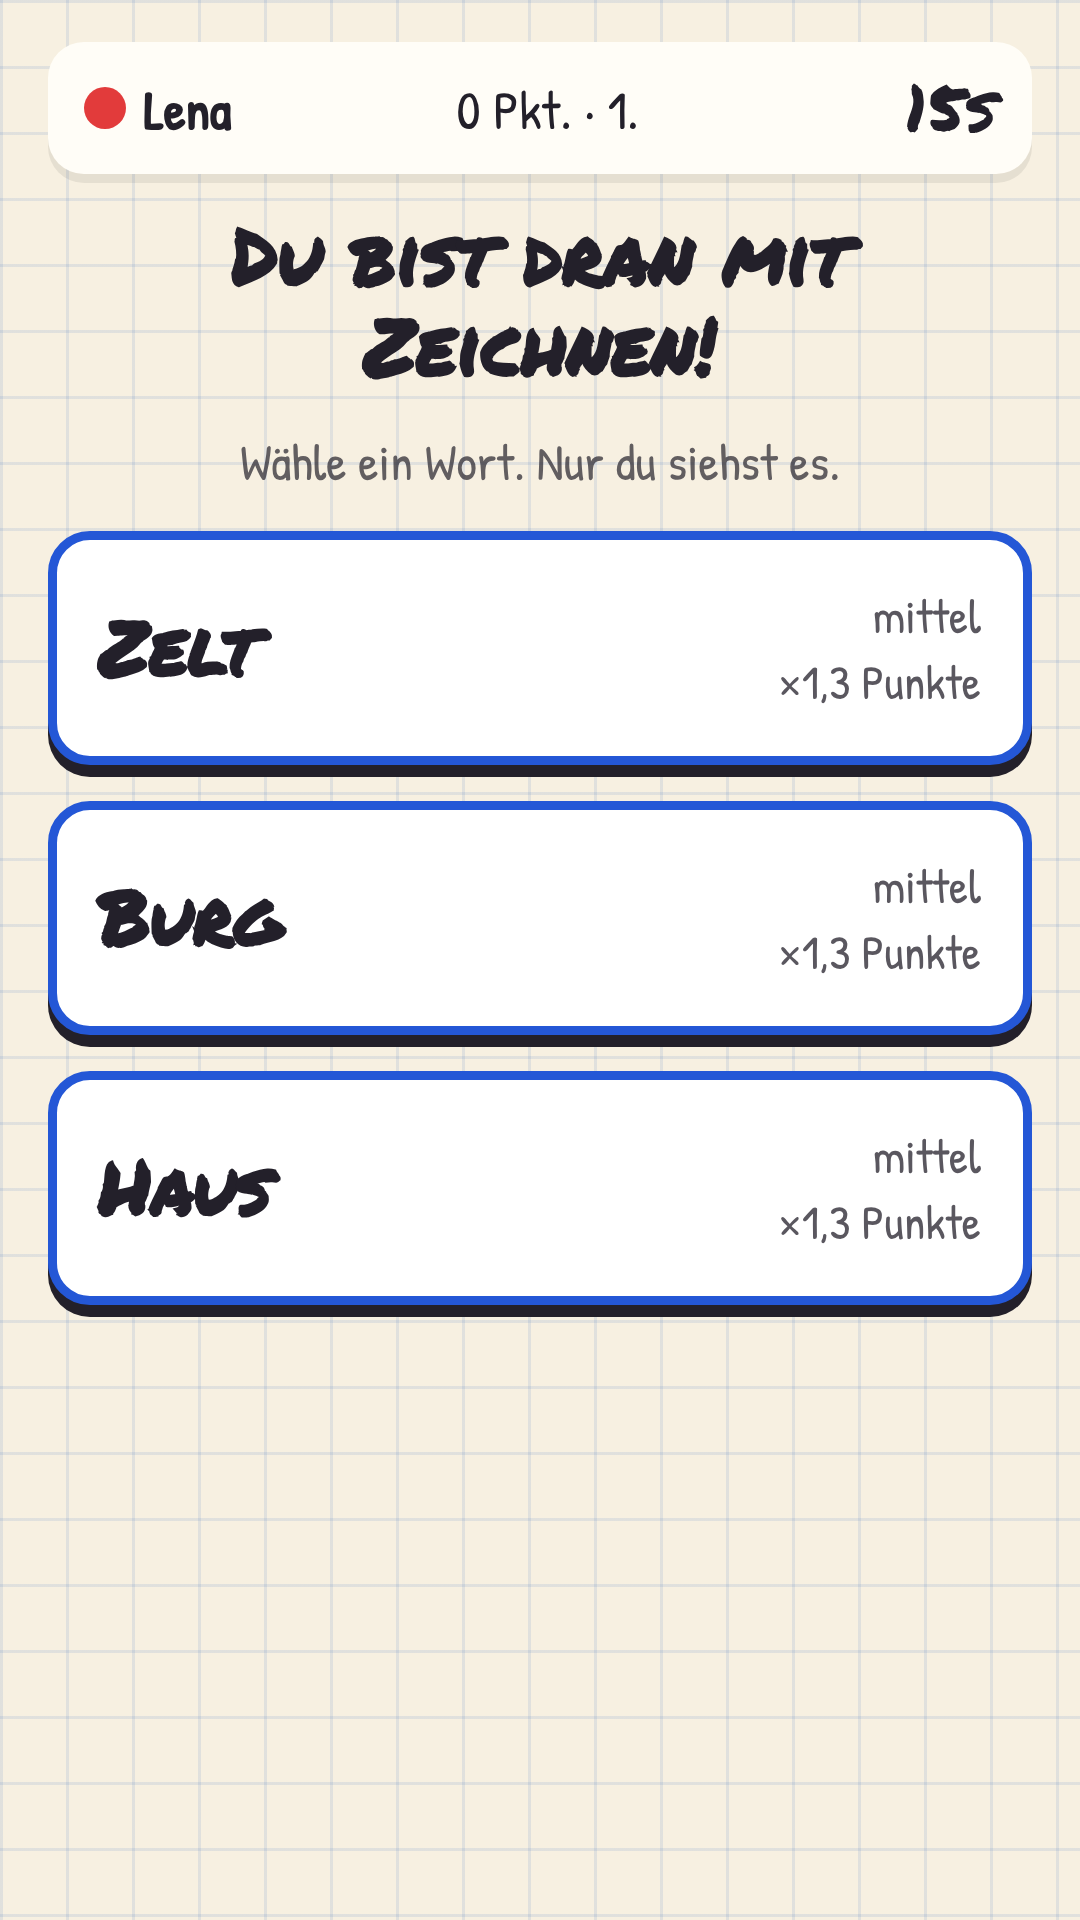 Lena
0 Pkt. · 1.
15s
Du bist dran mit
Zeichnen!
Wähle ein Wort. Nur du siehst es.
Zelt
mittel
×1,3 Punkte
Burg
mittel
×1,3 Punkte
Haus
mittel
×1,3 Punkte